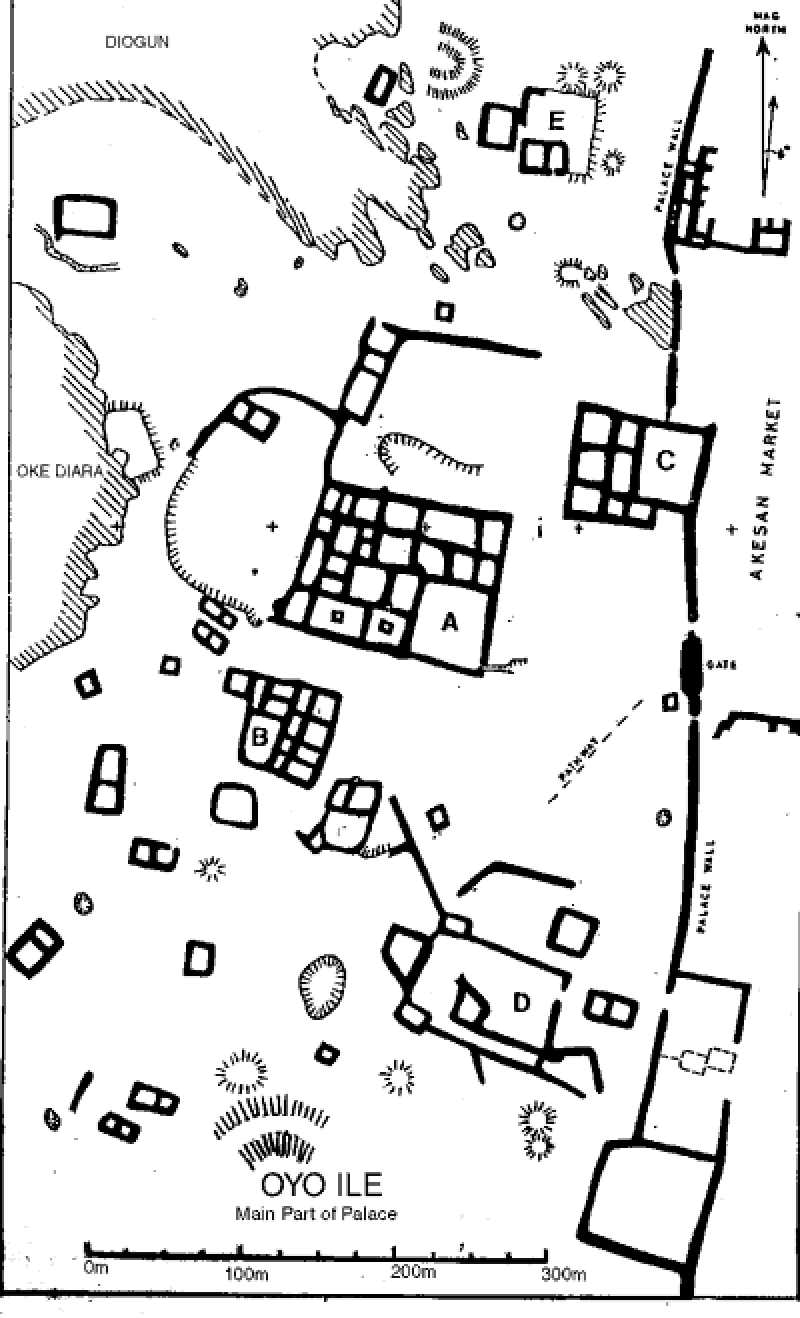 DIOGUN
MAG
NORTH
E
PALACE WALL
OKE DIARA
C
AKESAN MARKET
A
GATE
B
PATHWAY
PALACE WALL
D
OYO ILE
Main Part of Palace
0m
100m
200m
300m